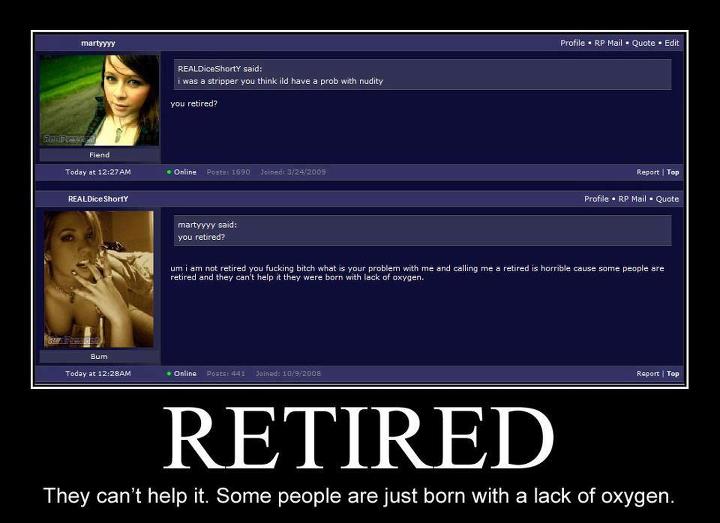 martyyyy
Profile • RP Mail • Quote • Edit
REALDiceShortY said:
i was a stripper you think ild have a prob with nudity
you retired?
Fiend
Today at 12:27AM
Online Posts: 1690 Joined: 3/24/2009
Report | Top
REALDiceShortY
Profile • RP Mail • Quote
martyyyy said:
you retired?
um i am not retired you fucking bitch what is your problem with me and calling me a retired is horrible cause some people are
retired and they can't help it they were born with lack of oxygen.
Bum
Today at 12:28AM
Online Posts: 441 Joined: 10/9/2008
Report | Top
RETIRED
They can't help it. Some people are just born with a lack of oxygen.